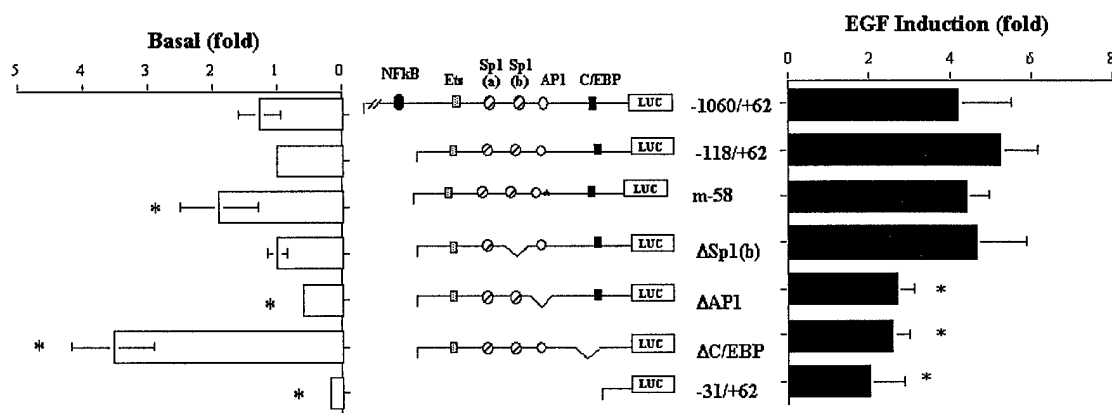 Basal (fold)
5 4 3 2 1 0
EGF Induction (fold)
0 2 4 6 8
NFkB Ets Sp1 (a) Sp1 (b) AP1 C/EBP
LUC -1060/+62
LUC -118/+62
* LUC m-58
LUC ΔSp1(b)
* LUC ΔAP1 *
* LUC ΔC/EBP *
* LUC -31/+62 *